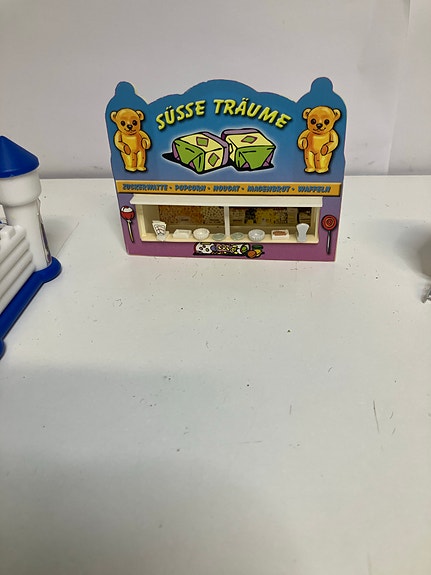 SÜSSE TRÄUME
ZUCKERWATTE • POPCORN • NOUGAT • MAGENBROT • WAFFELN